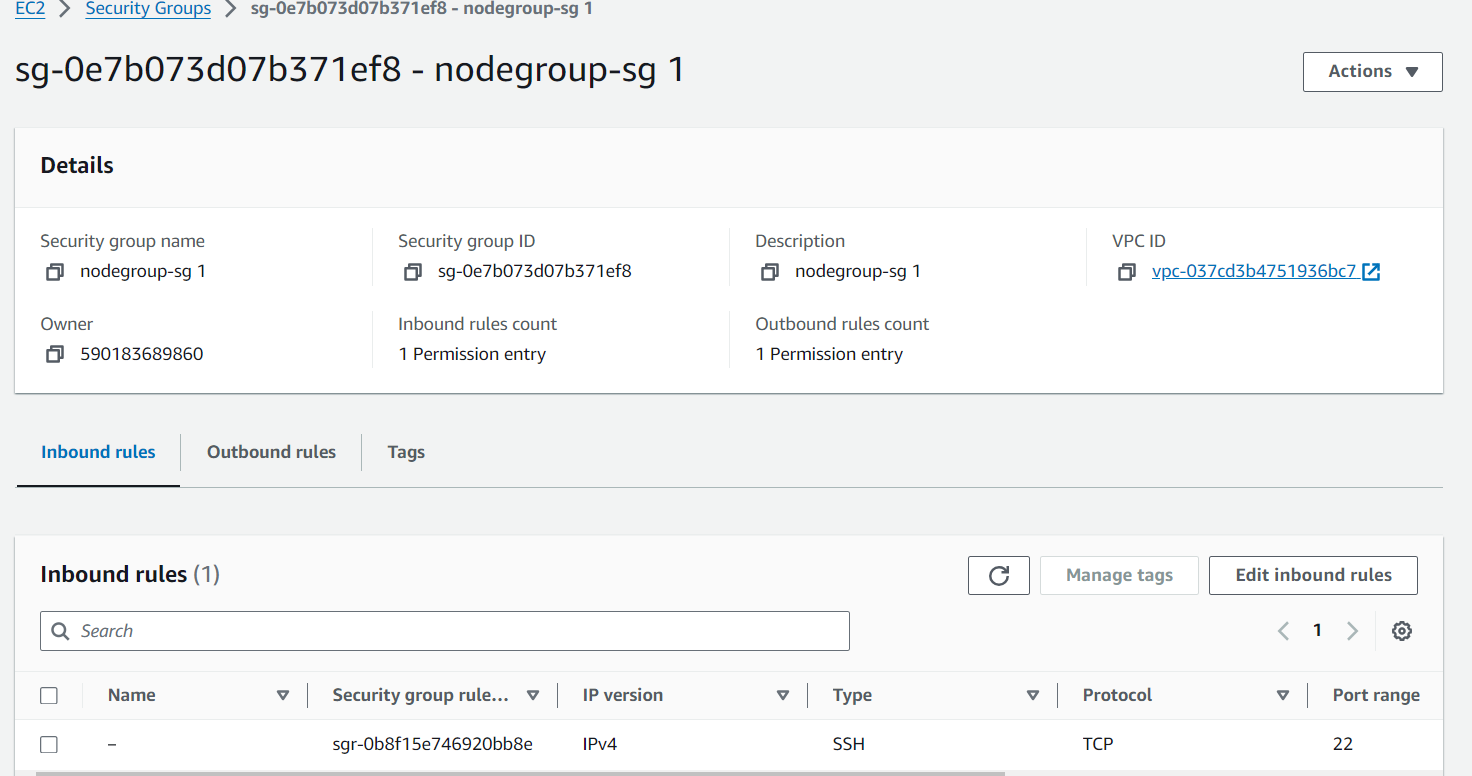 EC2 > Security Groups > sg-0e7b073d07b371ef8 - nodegroup-sg 1
sg-0e7b073d07b371ef8 - nodegroup-sg 1
Actions
Details
Security group name
nodegroup-sg 1
Security group ID
sg-0e7b073d07b371ef8
Description
nodegroup-sg 1
VPC ID
vpc-037cd3b4751936bc7
Owner
590183689860
Inbound rules count
1 Permission entry
Outbound rules count
1 Permission entry
Inbound rules
Outbound rules
Tags
Inbound rules (1)
Manage tags
Edit inbound rules
Search
1
Name
Security group rule...
IP version
Type
Protocol
Port range
–
sgr-0b8f15e746920bb8e
IPv4
SSH
TCP
22